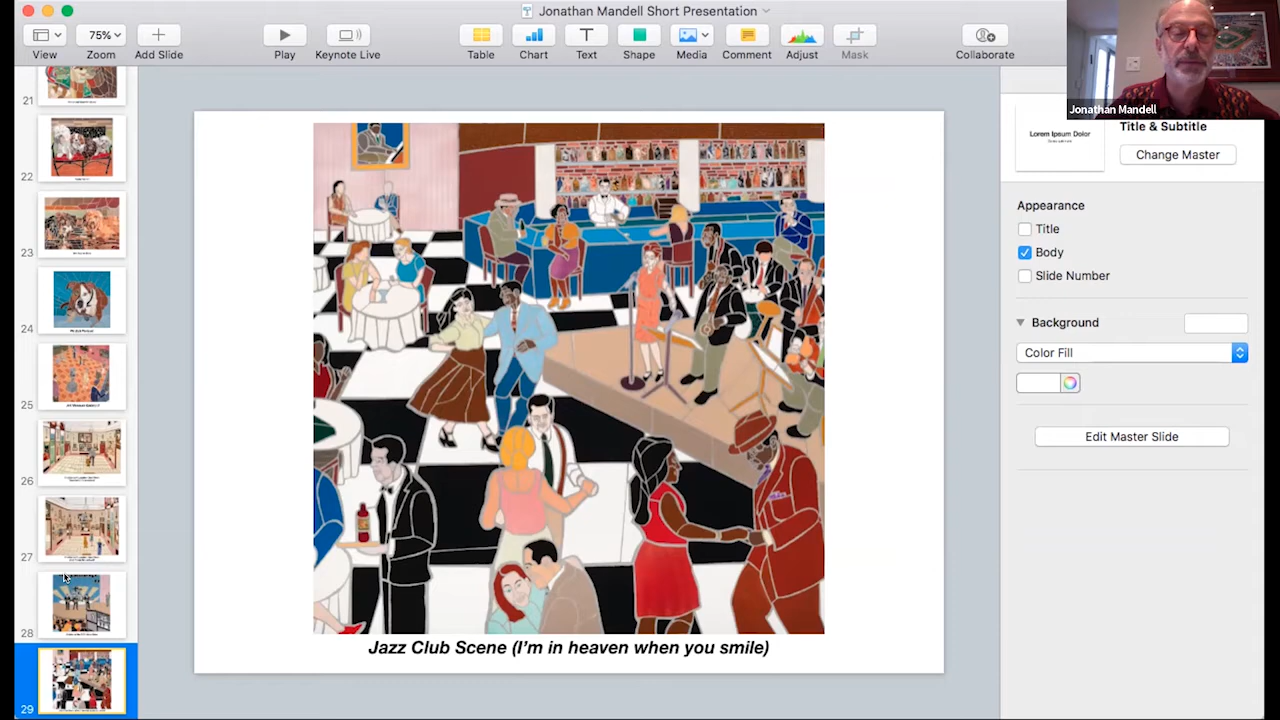 Jonathan Mandell Short Presentation
75%
View
Zoom
Add Slide
Play
Keynote Live
Table
Chart
Text
Shape
Media
Comment
Adjust
Mask
Collaborate
Jonathan Mandell
Lorem Ipsum Dolor
Title & Subtitle
Change Master
Appearance
Title
Body
Slide Number
Background
Color Fill
Edit Master Slide
21
22
23
24
25
26
27
28
29
Jazz Club Scene (I'm in heaven when you smile)